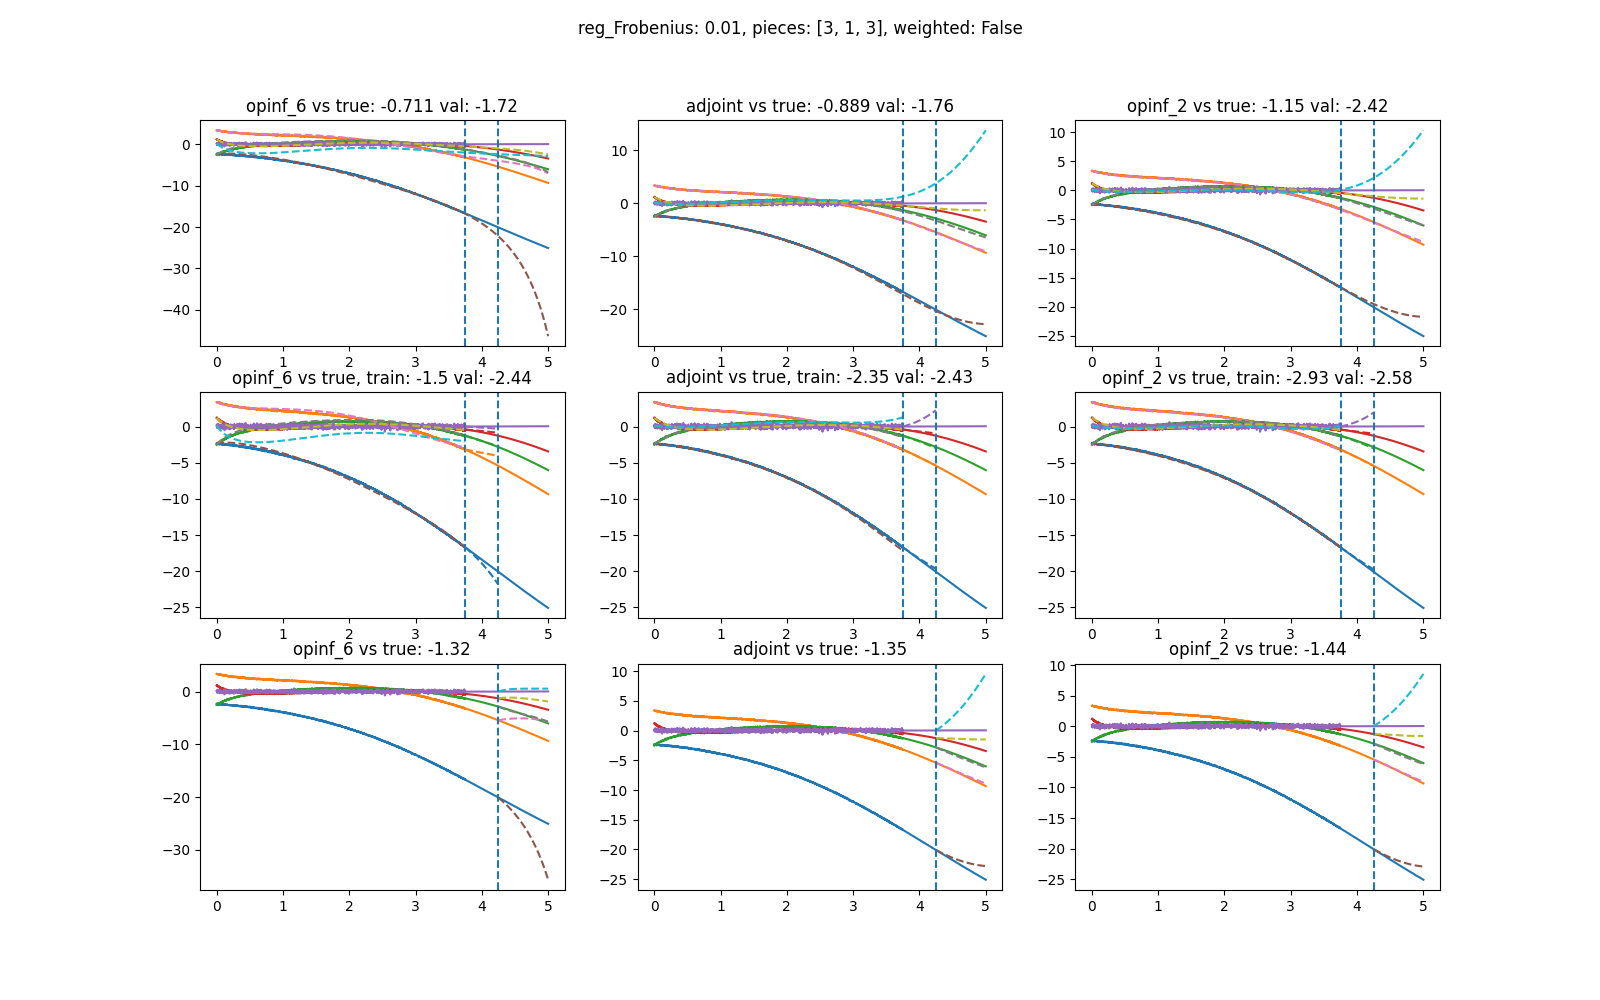 reg_Frobenius: 0.01, pieces: [3, 1, 3], weighted: False
opinf_6 vs true: -0.711 val: -1.72
adjoint vs true: -0.889 val: -1.76
opinf_2 vs true: -1.15 val: -2.42
0
−10
−20
−30
−40
0 1 2 3 4 5
10
0
−10
−20
0 1 2 3 4 5
10
5
0
−5
−10
−15
−20
−25
0 1 2 3 4 5
opinf_6 vs true, train: -1.5 val: -2.44
adjoint vs true, train: -2.35 val: -2.43
opinf_2 vs true, train: -2.93 val: -2.58
0
−5
−10
−15
−20
−25
0 1 2 3 4 5
0
−5
−10
−15
−20
−25
0 1 2 3 4 5
0
−5
−10
−15
−20
−25
0 1 2 3 4 5
opinf_6 vs true: -1.32
adjoint vs true: -1.35
opinf_2 vs true: -1.44
0
−10
−20
−30
0 1 2 3 4 5
10
5
0
−5
−10
−15
−20
−25
0 1 2 3 4 5
10
5
0
−5
−10
−15
−20
−25
0 1 2 3 4 5